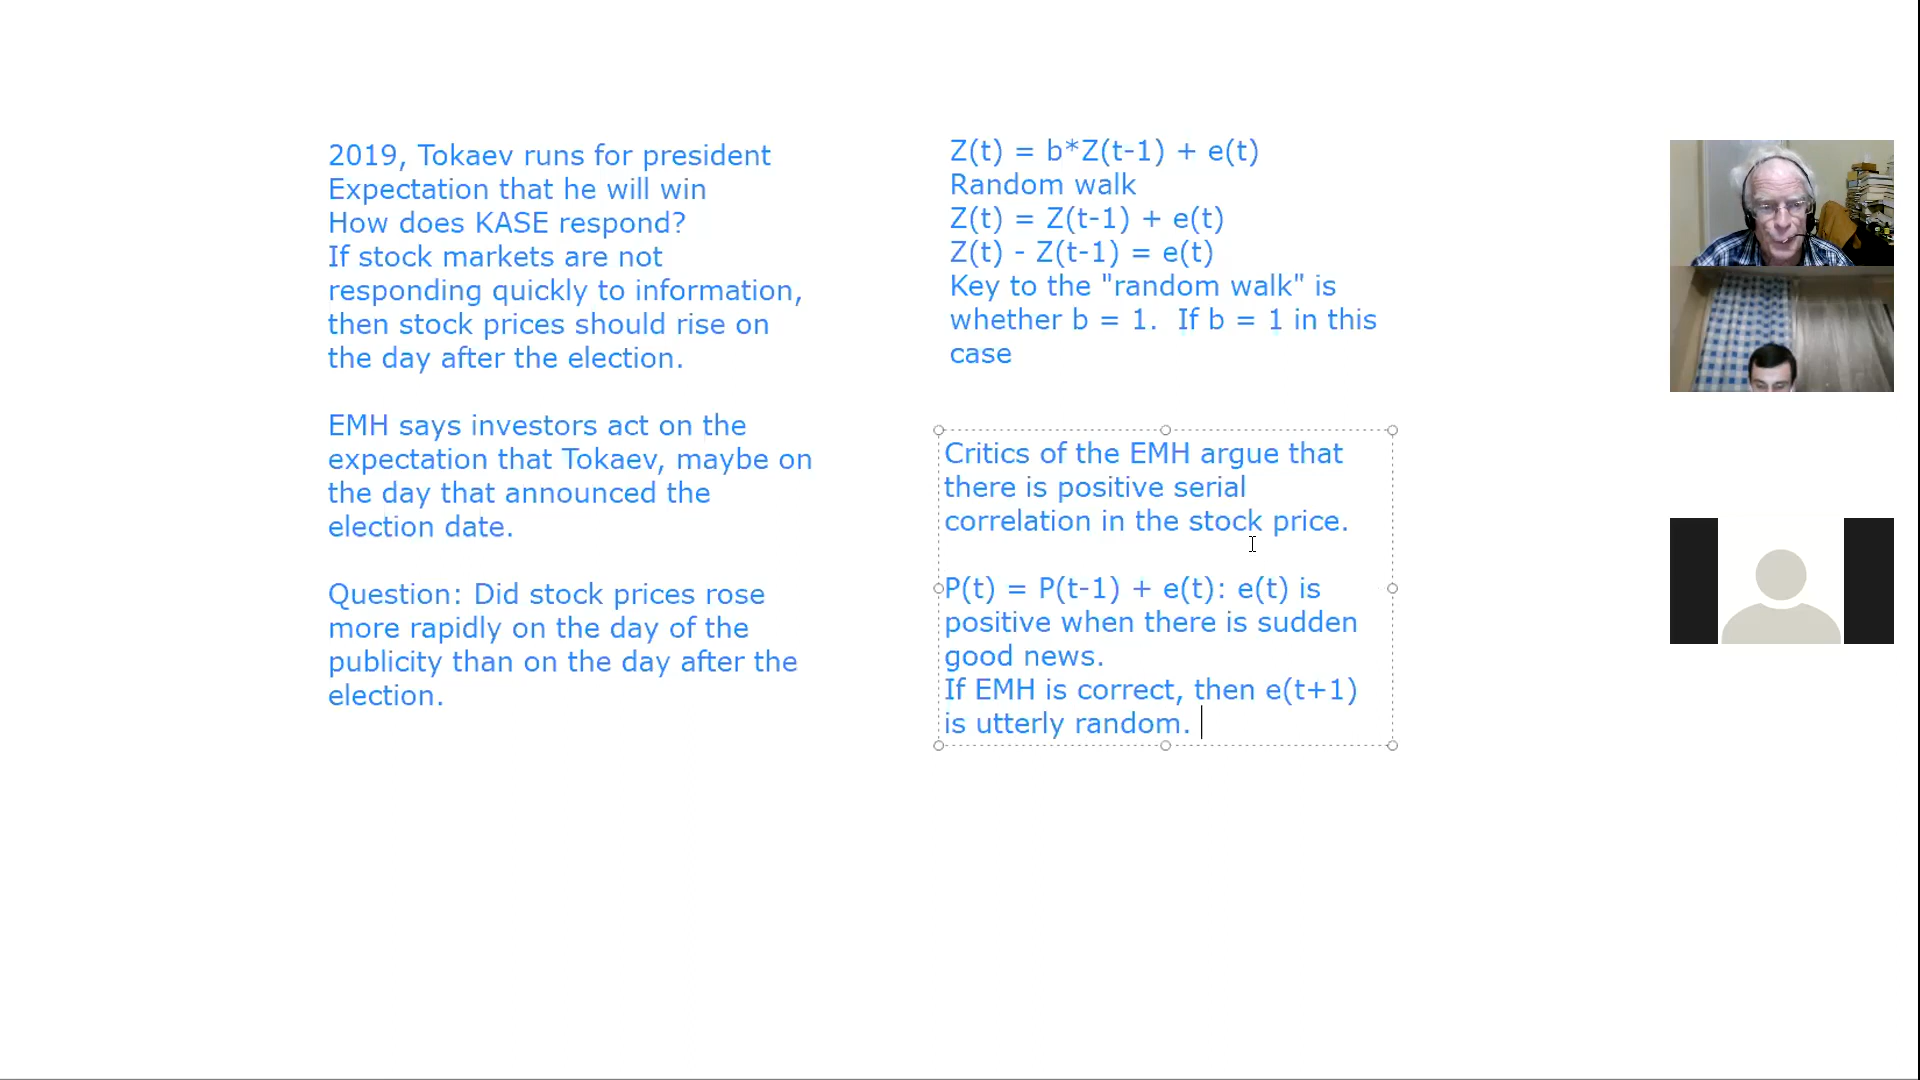 2019, Tokaev runs for president
Expectation that he will win
How does KASE respond?
If stock markets are not
responding quickly to information,
then stock prices should rise on
the day after the election.
EMH says investors act on the
expectation that Tokaev, maybe on
the day that announced the
election date.
Question: Did stock prices rose
more rapidly on the day of the
publicity than on the day after the
election.
Z(t) = b*Z(t-1) + e(t)
Random walk
Z(t) = Z(t-1) + e(t)
Z(t) - Z(t-1) = e(t)
Key to the "random walk" is
whether b = 1.  If b = 1 in this
case
Critics of the EMH argue that
there is positive serial
correlation in the stock price.
P(t) = P(t-1) + e(t): e(t) is
positive when there is sudden
good news.
If EMH is correct, then e(t+1)
is utterly random.